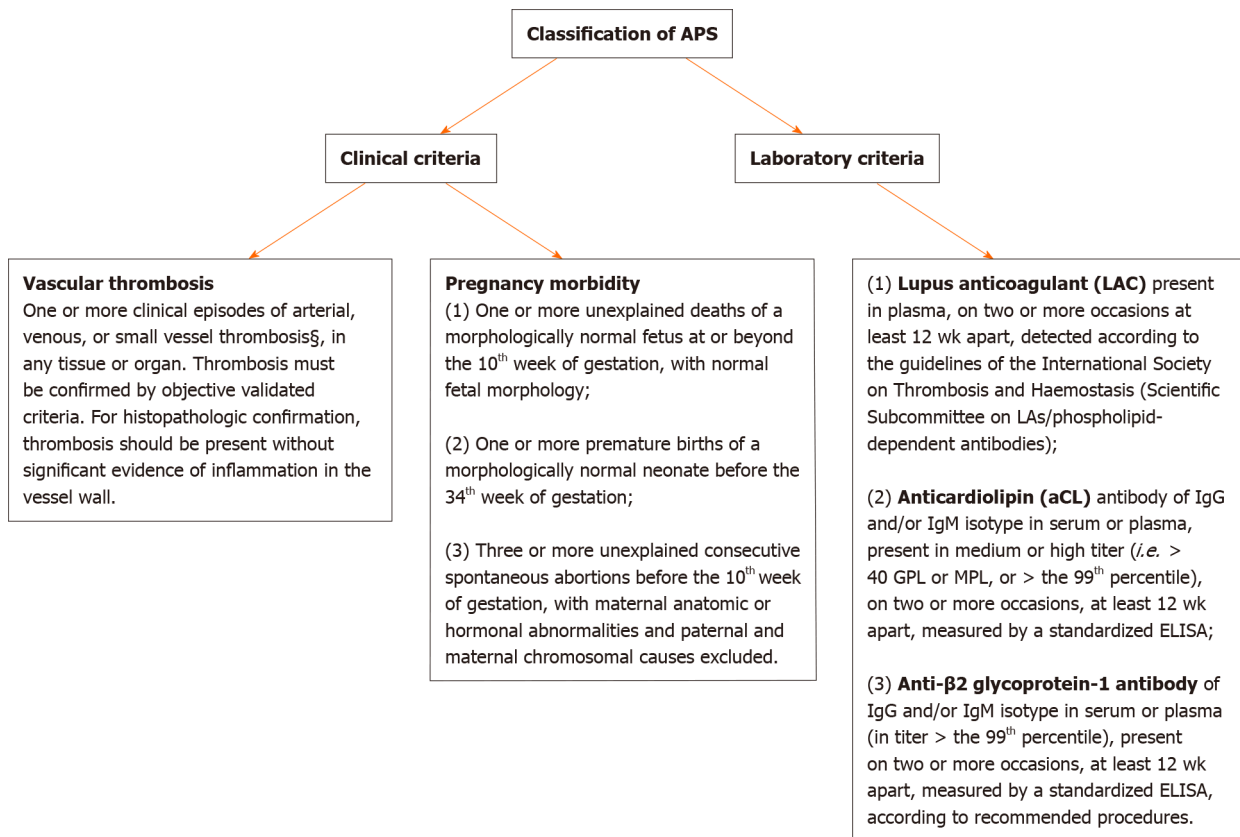 Classification of APS
Clinical criteria
Laboratory criteria
Vascular thrombosis
One or more clinical episodes of arterial,
venous, or small vessel thrombosis§, in
any tissue or organ. Thrombosis must
be confirmed by objective validated
criteria. For histopathologic confirmation,
thrombosis should be present without
significant evidence of inflammation in the
vessel wall.
Pregnancy morbidity
(1) One or more unexplained deaths of a
morphologically normal fetus at or beyond
the 10th week of gestation, with normal
fetal morphology;
(2) One or more premature births of a
morphologically normal neonate before the
34th week of gestation;
(3) Three or more unexplained consecutive
spontaneous abortions before the 10th week
of gestation, with maternal anatomic or
hormonal abnormalities and paternal and
maternal chromosomal causes excluded.
(1) Lupus anticoagulant (LAC) present
in plasma, on two or more occasions at
least 12 wk apart, detected according to
the guidelines of the International Society
on Thrombosis and Haemostasis (Scientific
Subcommittee on LAs/phospholipid-
dependent antibodies);
(2) Anticardiolipin (aCL) antibody of IgG
and/or IgM isotype in serum or plasma,
present in medium or high titer (i.e. >
40 GPL or MPL, or > the 99th percentile),
on two or more occasions, at least 12 wk
apart, measured by a standardized ELISA;
(3) Anti-β2 glycoprotein-1 antibody of
IgG and/or IgM isotype in serum or plasma
(in titer > the 99th percentile), present
on two or more occasions, at least 12 wk
apart, measured by a standardized ELISA,
according to recommended procedures.